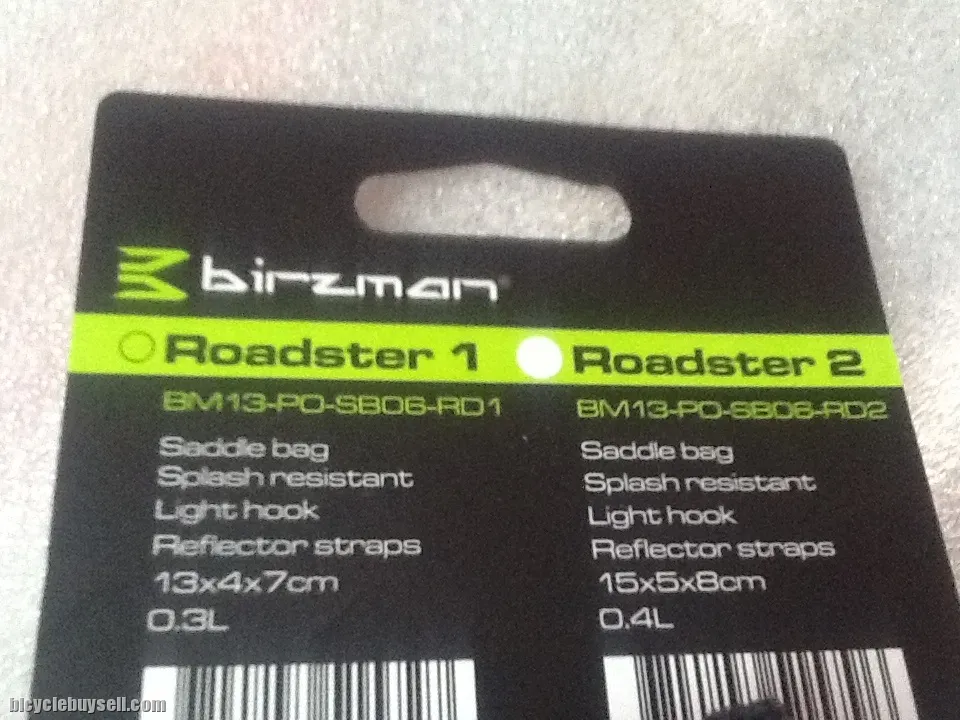 birzman
Roadster 1
BM13-PO-SB06-RD1
Saddle bag
Splash resistant
Light hook
Reflector straps
13x4x7cm
0.3L
Roadster 2
BM13-PO-SB06-RD2
Saddle bag
Splash resistant
Light hook
Reflector straps
15x5x8cm
0.4L
bicyclebuysell.com